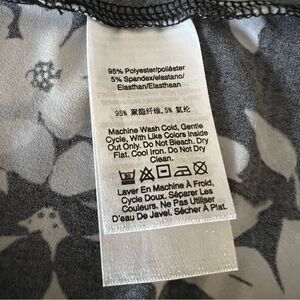 95% Polyester/poliéster
5% Spandex/elastano/
Elasthan/Elasthaan
95% 聚酯纤维, 5% 氨纶
Machine Wash Cold, Gentle
Cycle, With Like Colors Inside
Out Only. Do Not Bleach. Dry
Flat. Cool Iron. Do Not Dry
Clean.
Laver En Machine À Froid,
Cycle Doux. Séparer Les
Couleurs. Ne Pas Utiliser
D'eau De Javel. Sécher À Plat.